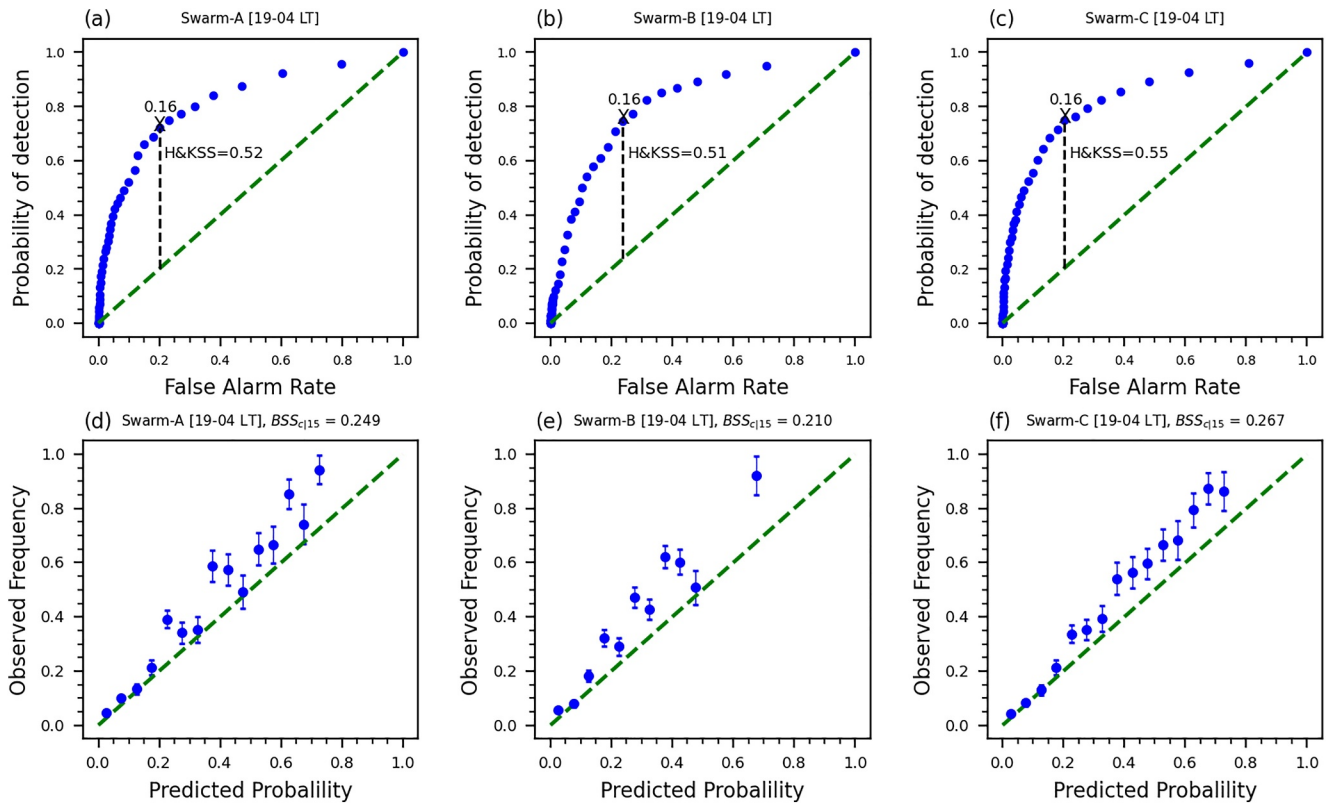 (a) Swarm-A [19-04 LT]
(b) Swarm-B [19-04 LT]
(c) Swarm-C [19-04 LT]
Probability of detection
1.0
0.8
0.6
0.4
0.2
0.0
0.16
X
H&KSS=0.52
0.0 0.2 0.4 0.6 0.8 1.0
False Alarm Rate
Probability of detection
1.0
0.8
0.6
0.4
0.2
0.0
0.16
X
H&KSS=0.51
0.0 0.2 0.4 0.6 0.8 1.0
False Alarm Rate
Probability of detection
1.0
0.8
0.6
0.4
0.2
0.0
0.16
X
H&KSS=0.55
0.0 0.2 0.4 0.6 0.8 1.0
False Alarm Rate
(d) Swarm-A [19-04 LT], BSSc|15 = 0.249
(e) Swarm-B [19-04 LT], BSSc|15 = 0.210
(f) Swarm-C [19-04 LT], BSSc|15 = 0.267
Observed Frequency
1.0
0.8
0.6
0.4
0.2
0.0
0.0 0.2 0.4 0.6 0.8 1.0
Predicted Probalility
Observed Frequency
1.0
0.8
0.6
0.4
0.2
0.0
0.0 0.2 0.4 0.6 0.8 1.0
Predicted Probalility
Observed Frequency
1.0
0.8
0.6
0.4
0.2
0.0
0.0 0.2 0.4 0.6 0.8 1.0
Predicted Probalility